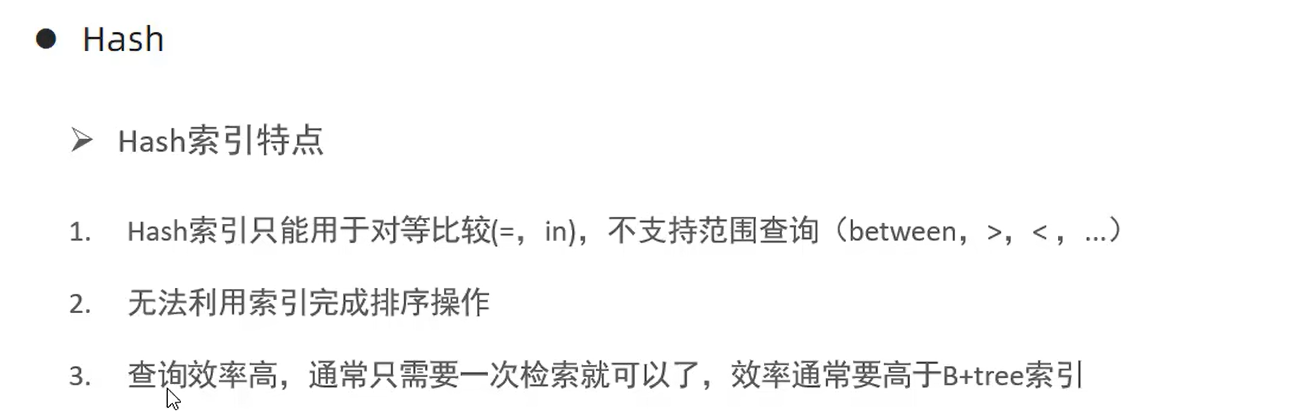 ● Hash
➢ Hash索引特点
1. Hash索引只能用于对等比较(=，in)，不支持范围查询（between，>，<，...）
2. 无法利用索引完成排序操作
3. 查询效率高，通常只需要一次检索就可以了，效率通常要高于B+tree索引